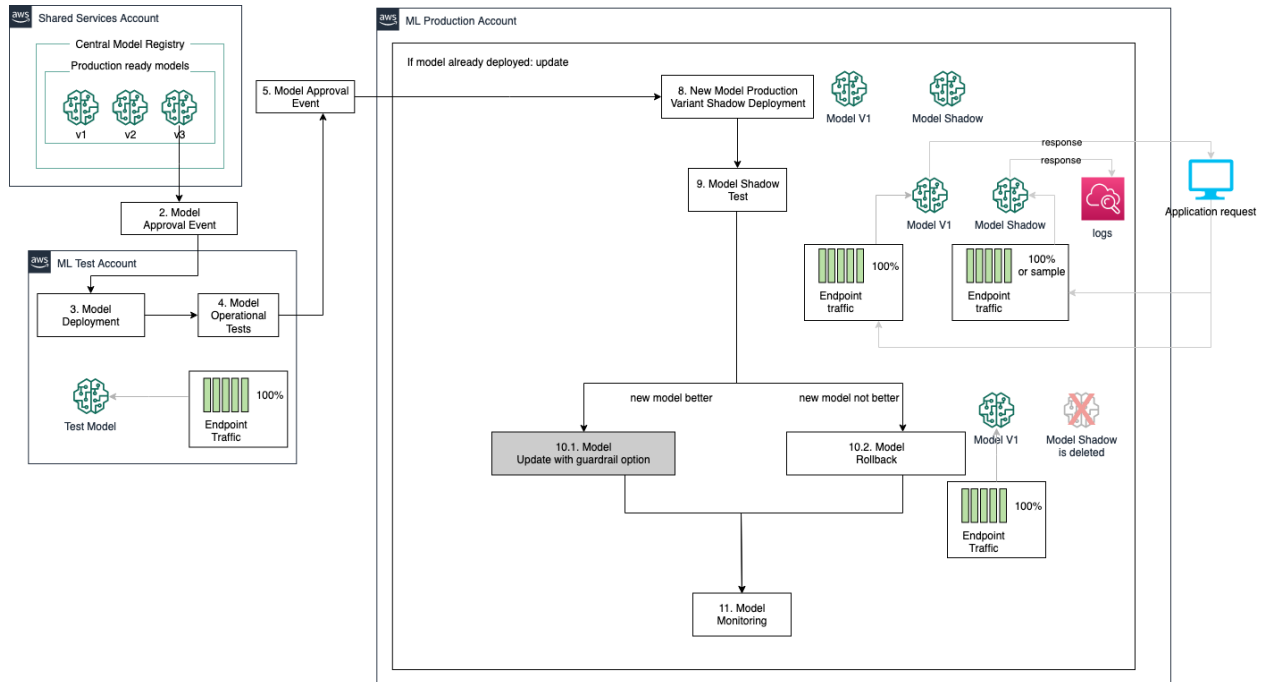 aws
Shared Services Account
Central Model Registry
Production ready models
v1
v2
v3
2. Model
Approval Event
aws
ML Test Account
3. Model
Deployment
4. Model
Operational
Tests
Test Model
100%
Endpoint
Traffic
5. Model Approval
Event
aws
ML Production Account
If model already deployed: update
8. New Model Production
Variant Shadow Deployment
Model V1
Model Shadow
9. Model Shadow
Test
response
response
Model V1
Model Shadow
logs
Application request
100%
Endpoint
traffic
100%
or sample
Endpoint
traffic
new model better
new model not better
10.1. Model
Update with guardrail option
10.2. Model
Rollback
Model V1
Model Shadow
is deleted
100%
Endpoint
Traffic
11. Model
Monitoring